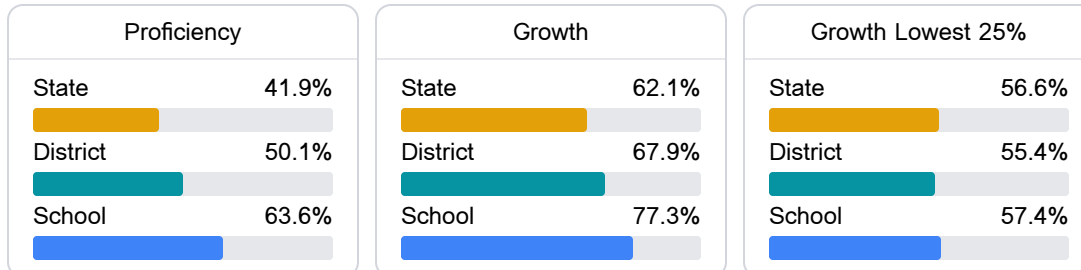 Proficiency
State 41.9%
District 50.1%
School 63.6%
Growth
State 62.1%
District 67.9%
School 77.3%
Growth Lowest 25%
State 56.6%
District 55.4%
School 57.4%